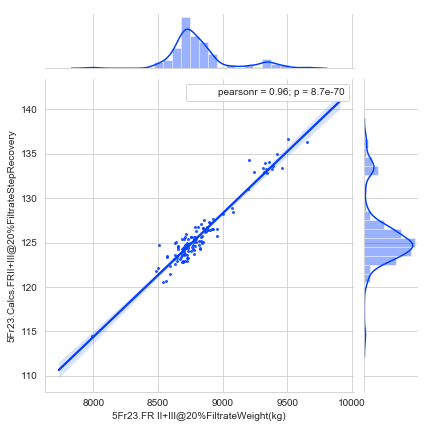 pearsonr = 0.96; p = 8.7e-70
140
135
130
125
120
115
110
5Fr23.Calcs.FRII+III@20%FiltrateStepRecovery
8000 8500 9000 9500 10000
5Fr23.FR II+III@20%FiltrateWeight(kg)